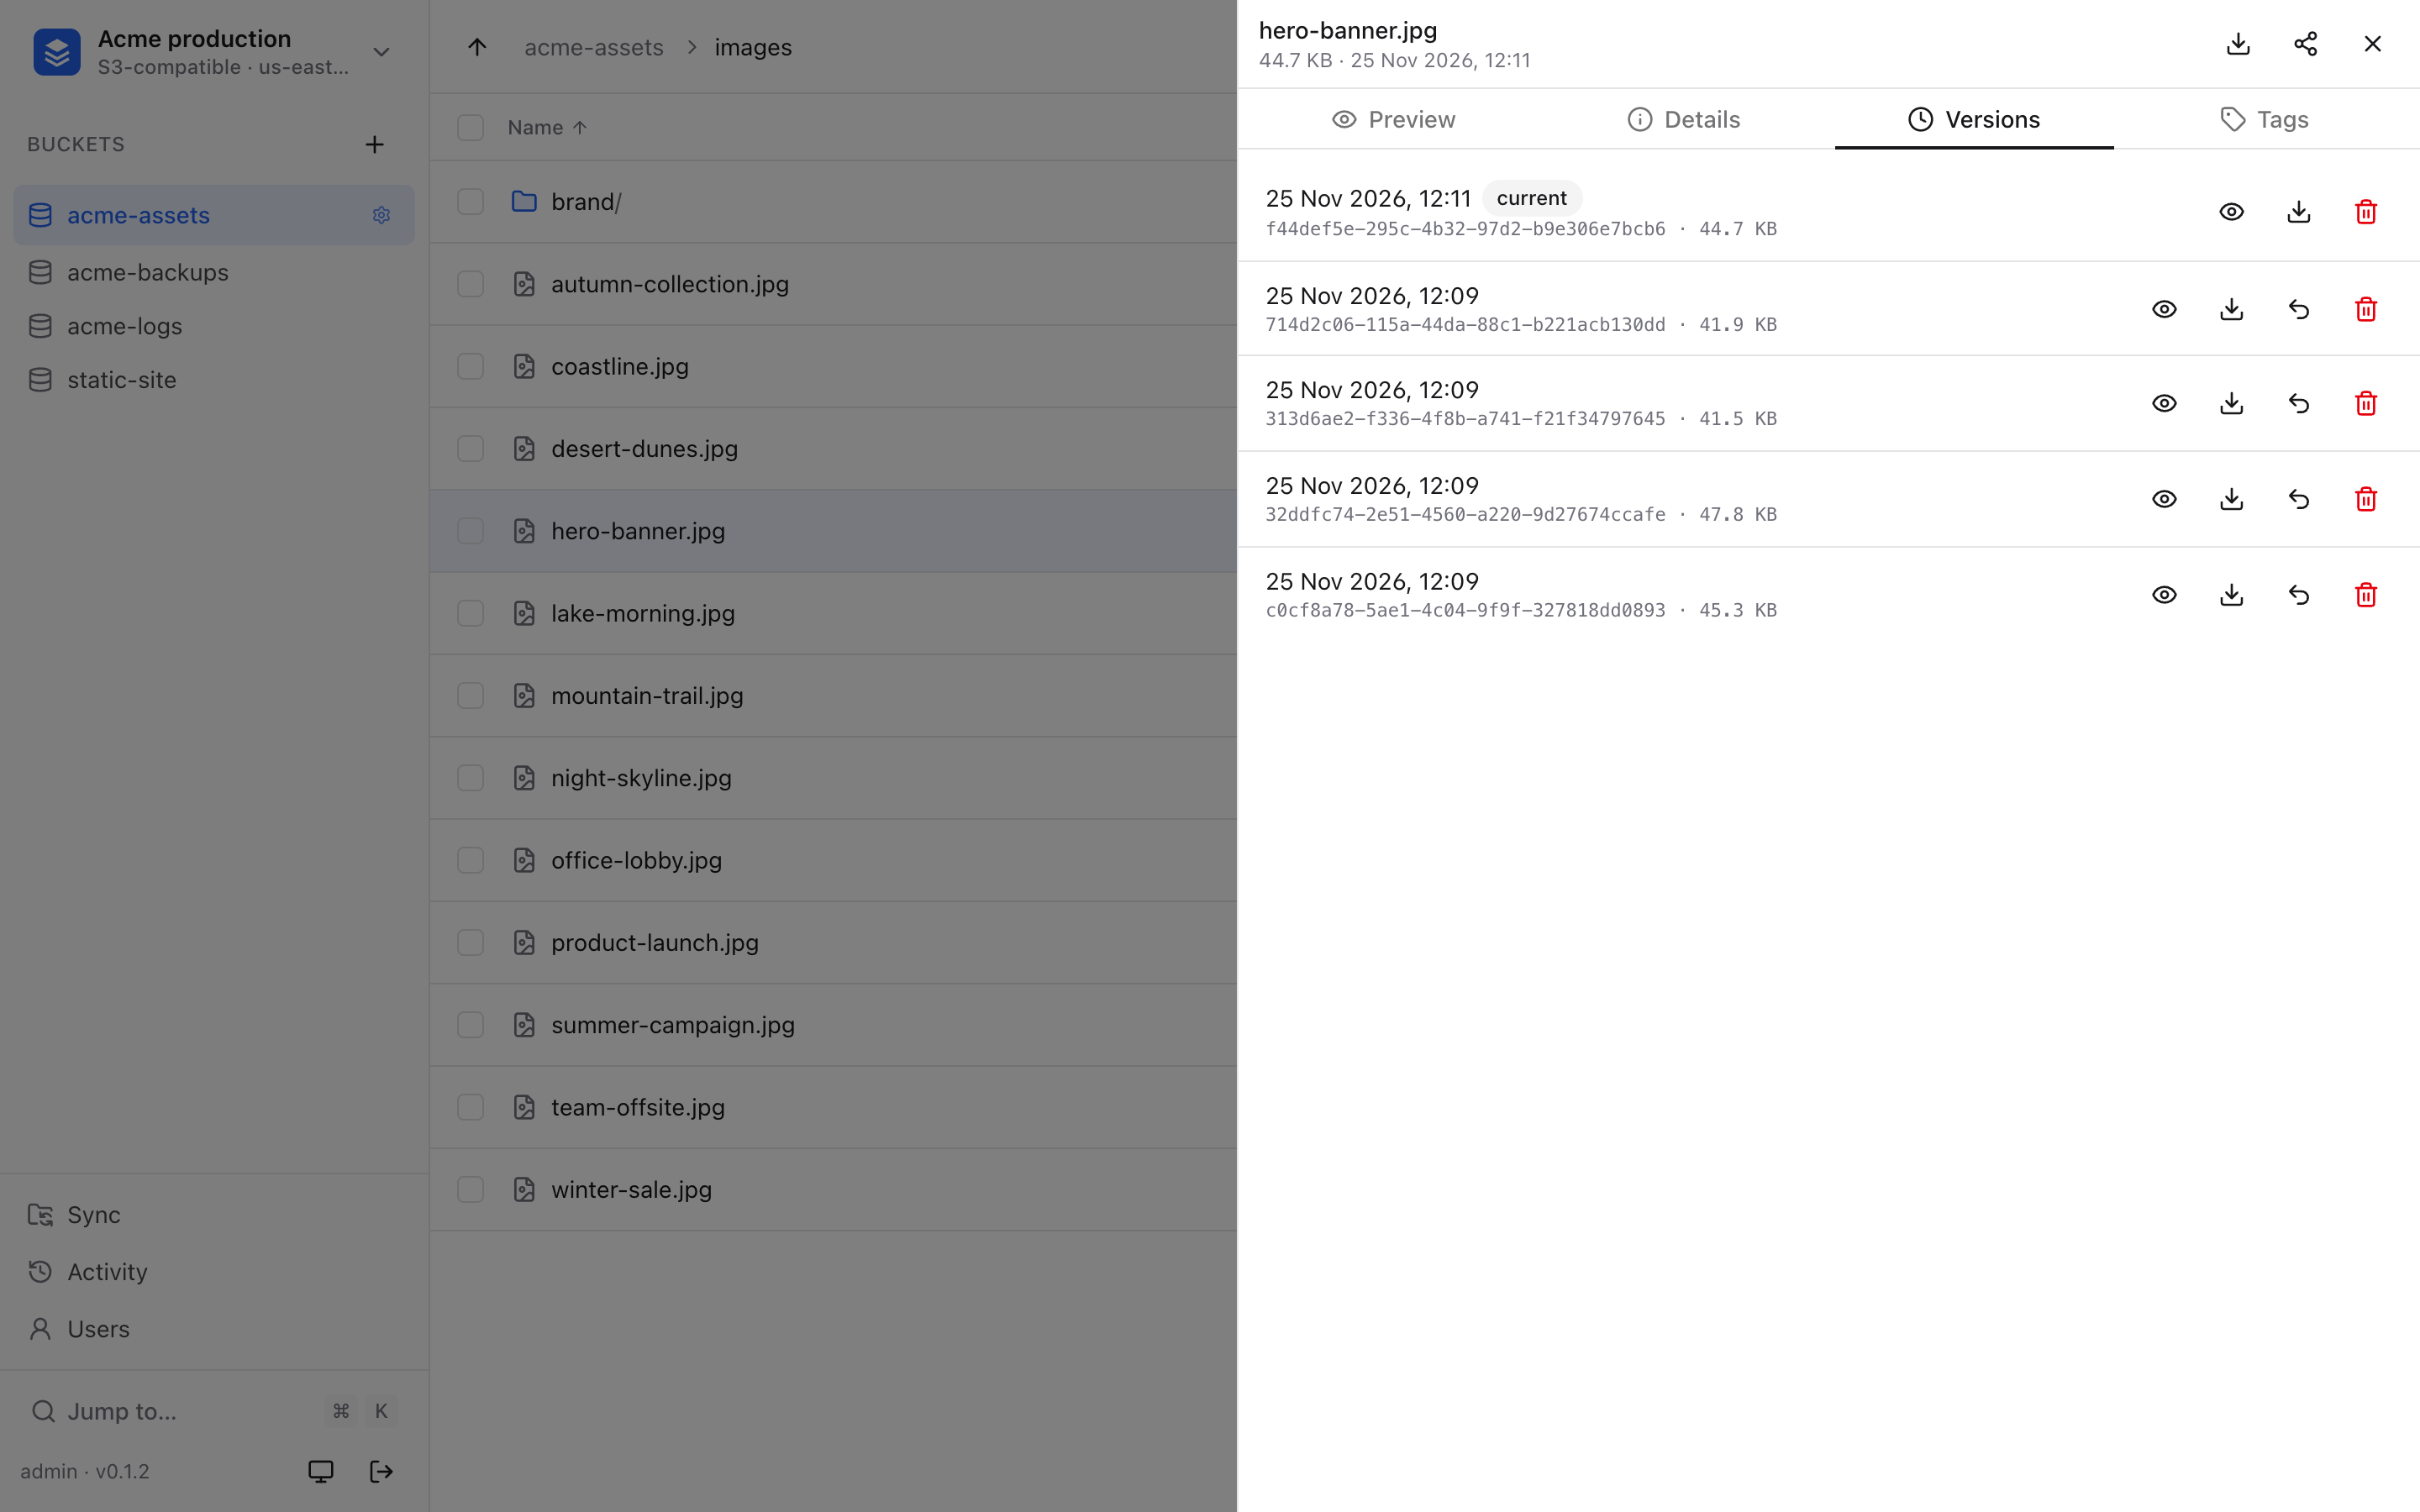 Acme production
S3-compatible · us-east...
BUCKETS
acme-assets
acme-backups
acme-logs
static-site
Sync
Activity
Users
Jump to...
⌘ K
admin · v0.1.2
acme-assets > images
Name ↑
brand/
autumn-collection.jpg
coastline.jpg
desert-dunes.jpg
hero-banner.jpg
lake-morning.jpg
mountain-trail.jpg
night-skyline.jpg
office-lobby.jpg
product-launch.jpg
summer-campaign.jpg
team-offsite.jpg
winter-sale.jpg
hero-banner.jpg
44.7 KB · 25 Nov 2026, 12:11
Preview
Details
Versions
Tags
25 Nov 2026, 12:11 current
f44def5e-295c-4b32-97d2-b9e306e7bcb6 · 44.7 KB
25 Nov 2026, 12:09
714d2c06-115a-44da-88c1-b221acb130dd · 41.9 KB
25 Nov 2026, 12:09
313d6ae2-f336-4f8b-a741-f21f34797645 · 41.5 KB
25 Nov 2026, 12:09
32ddfc74-2e51-4560-a220-9d27674ccafe · 47.8 KB
25 Nov 2026, 12:09
c0cf8a78-5ae1-4c04-9f9f-327818dd0893 · 45.3 KB